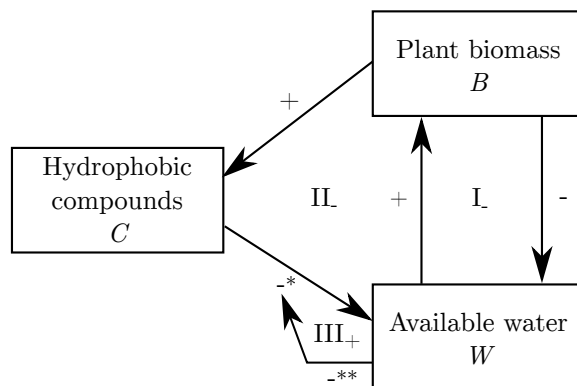 Plant biomass
B
+
Hydrophobic
compounds
C
II-
+
I-
-
-*
III+
-**
Available water
W